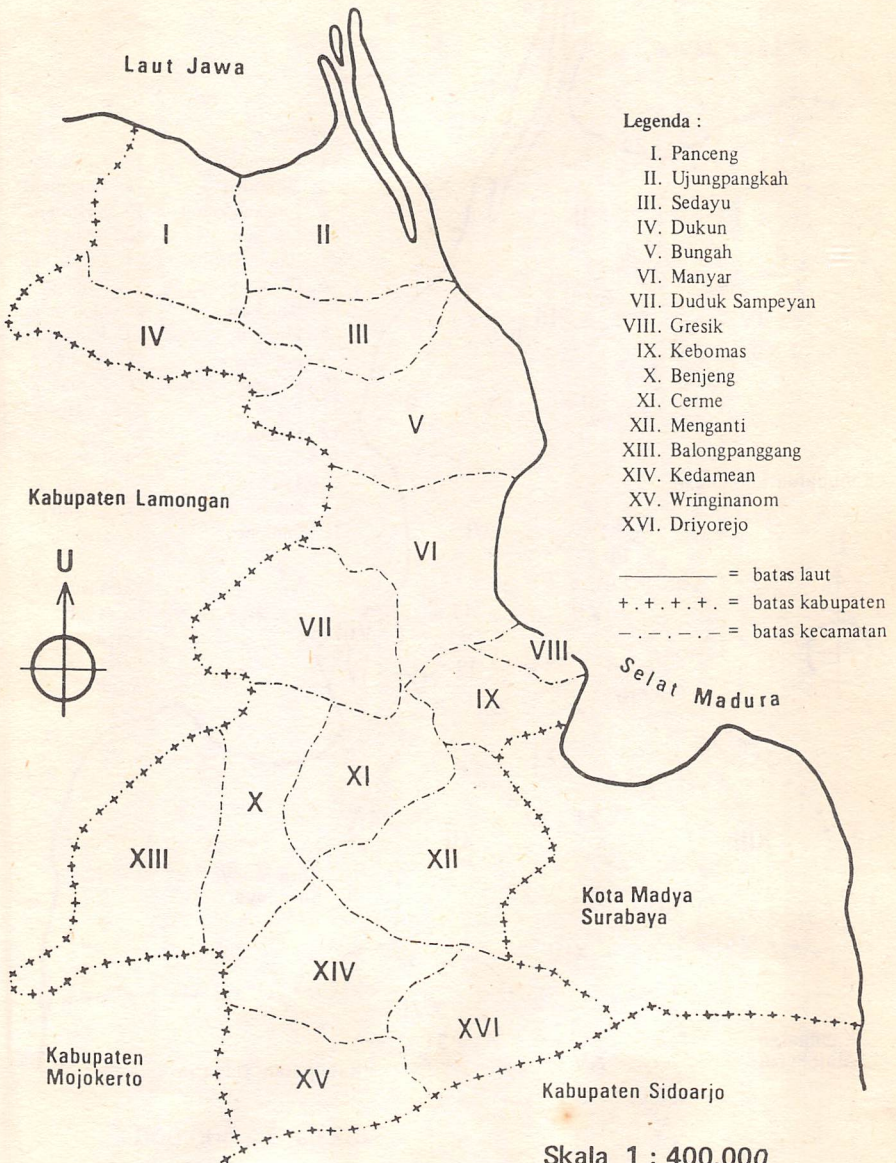 Laut Jawa
Legenda :
I. Panceng
II. Ujungpangkah
III. Sedayu
IV. Dukun
V. Bungah
VI. Manyar
VII. Duduk Sampeyan
VIII. Gresik
IX. Kebomas
X. Benjeng
XI. Cerme
XII. Menganti
XIII. Balongpanggang
XIV. Kedamean
XV. Wringinanom
XVI. Driyorejo
= batas laut
+.+.+.+. = batas kabupaten
–.–.–.– = batas kecamatan
I
II
III
IV
V
Kabupaten Lamongan
U
VI
VII
VIII
Selat Madura
IX
X
XI
XII
XIII
Kota Madya
Surabaya
XIV
XVI
XV
Kabupaten
Mojokerto
Kabupaten Sidoarjo
Skala 1 : 400.000